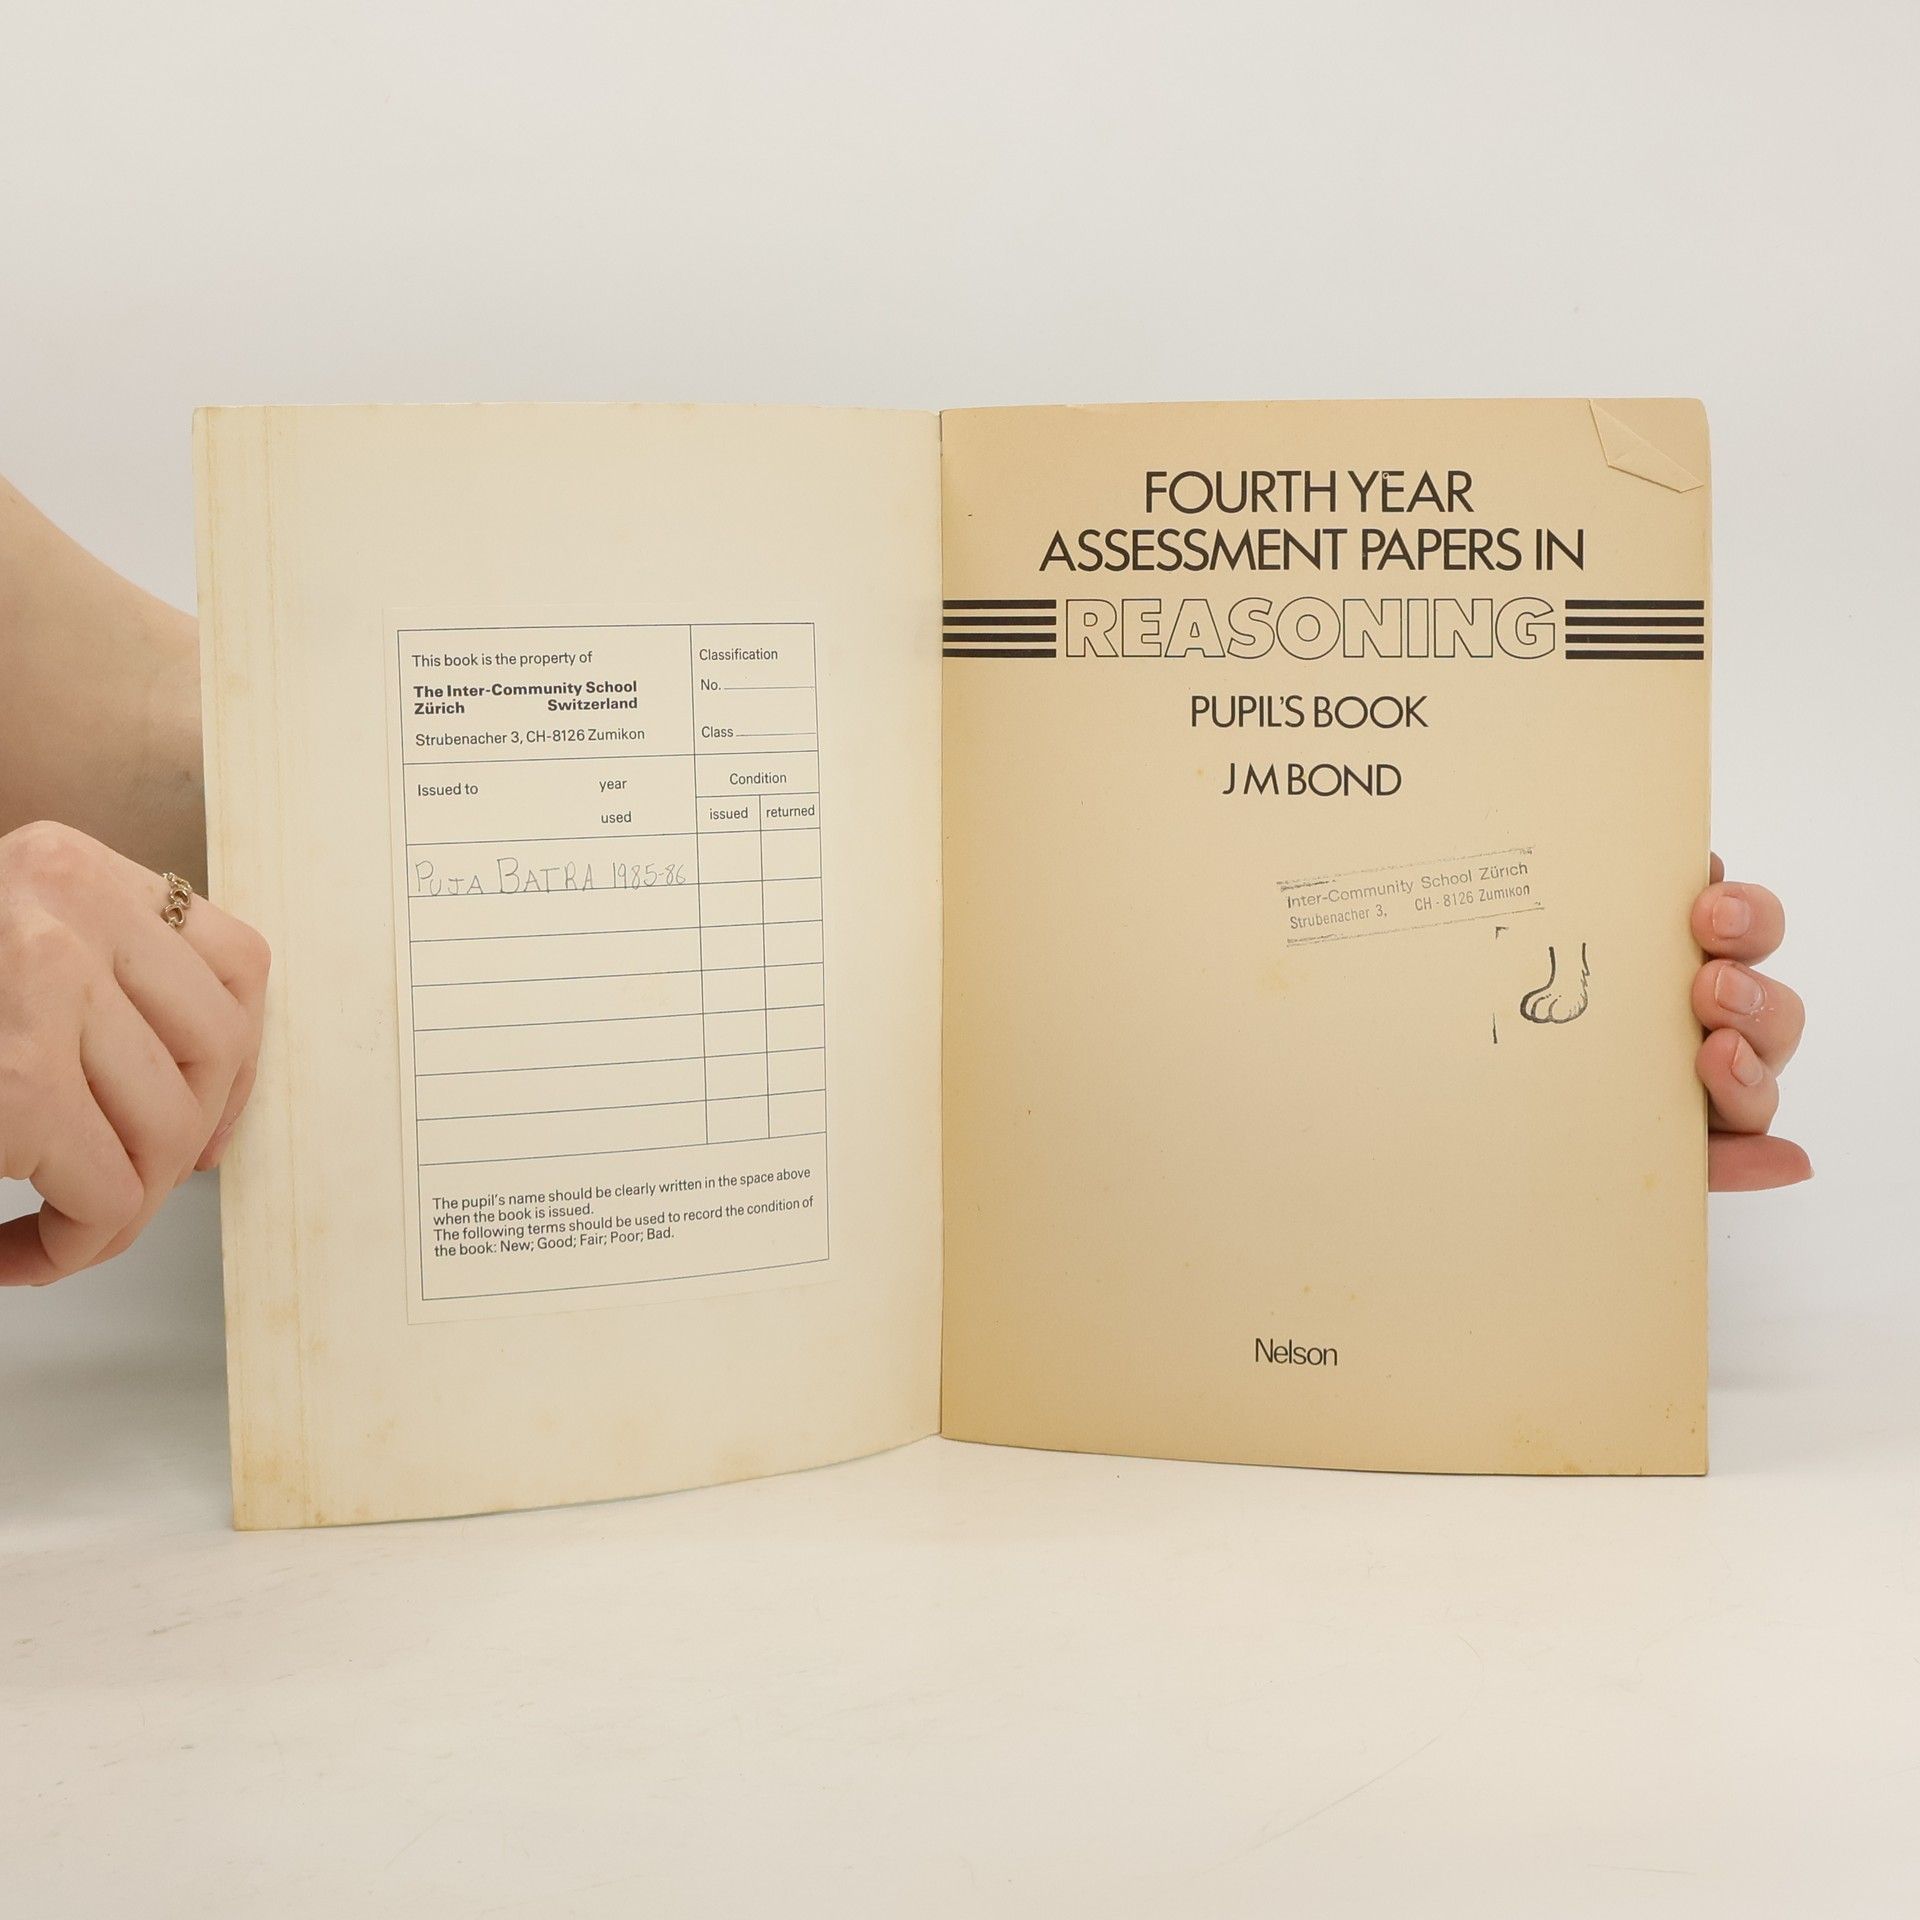 This book is the property of
The Inter-Community School
Zürich Switzerland
Strubenacher 3, CH-8126 Zumikon
Classification
No.
Class
Issued to
year
used
Condition
issued returned
PUJA BATRA 1985-86
The pupil's name should be clearly written in the space above
when the book is issued.
The following terms should be used to record the condition of
the book: New; Good; Fair; Poor; Bad.
FOURTH YEAR
ASSESSMENT PAPERS IN
REASONING
PUPIL'S BOOK
J M BOND
Inter-Community School Zürich
Strubenacher 3, CH - 8126 Zumikon
Nelson